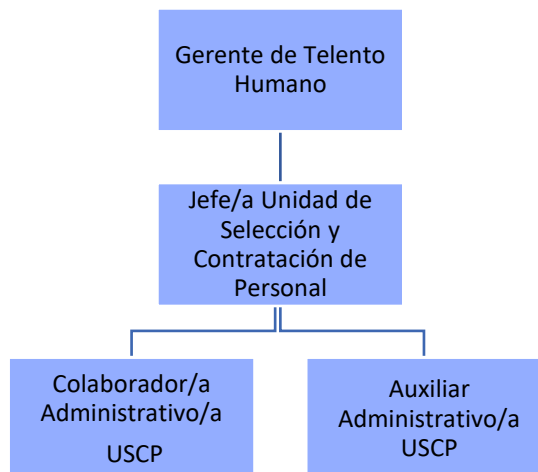 Gerente de Telento
Humano
Jefe/a Unidad de
Selección y
Contratación de
Personal
Colaborador/a
Administrativo/a
USCP
Auxiliar
Administrativo/a
USCP